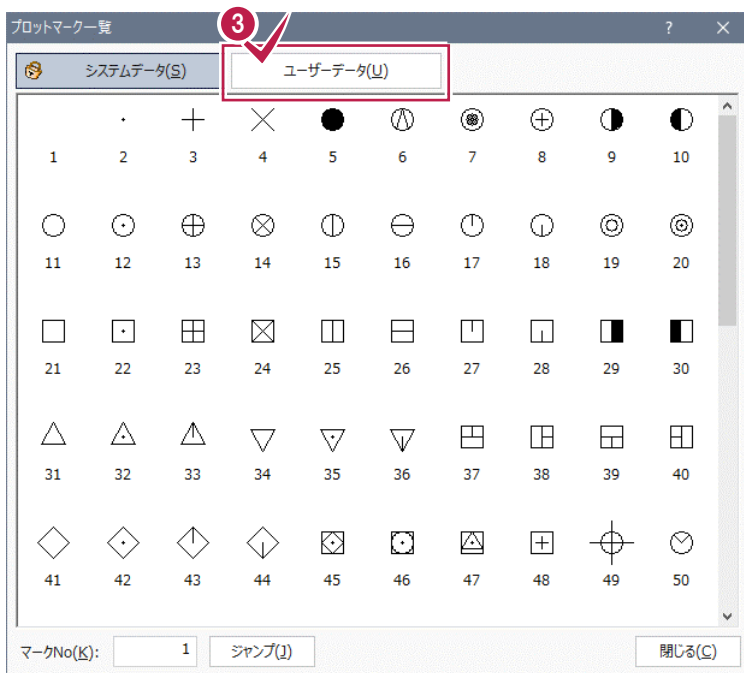 プロットマーク一覧 ? ×
3
システムデータ(S) ユーザーデータ(U)
1 2 3 4 5 6 7 8 9 10
11 12 13 14 15 16 17 18 19 20
21 22 23 24 25 26 27 28 29 30
31 32 33 34 35 36 37 38 39 40
41 42 43 44 45 46 47 48 49 50
マークNo(K): 1 ジャンプ(J) 閉じる(C)